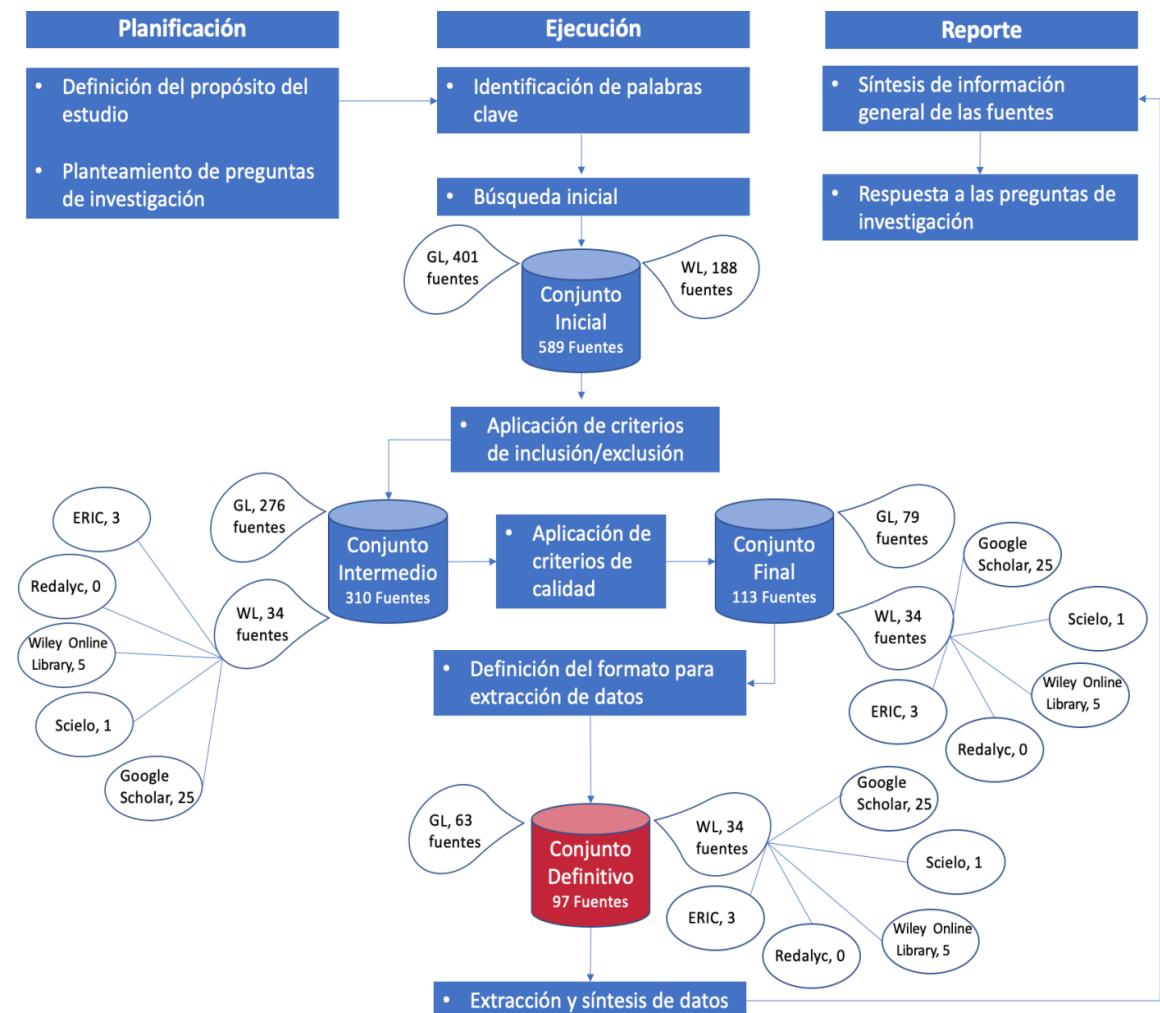 Planificación
Ejecución
Reporte
• Definición del propósito del
estudio
• Planteamiento de preguntas
de investigación
• Identificación de palabras
clave
• Síntesis de información
general de las fuentes
• Búsqueda inicial
• Respuesta a las preguntas de
investigación
GL, 401
fuentes
WL, 188
fuentes
Conjunto
Inicial
589 Fuentes
• Aplicación de criterios
de inclusión/exclusión
GL, 276
fuentes
Conjunto
Intermedio
310 Fuentes
WL, 34
fuentes
ERIC, 3
Redalyc, 0
Wiley Online
Library, 5
Scielo, 1
Google
Scholar, 25
• Aplicación de
criterios de
calidad
Conjunto
Final
113 Fuentes
GL, 79
fuentes
WL, 34
fuentes
Google
Scholar, 25
Scielo, 1
Wiley Online
Library, 5
Redalyc, 0
ERIC, 3
• Definición del formato para
extracción de datos
GL, 63
fuentes
Conjunto
Definitivo
97 Fuentes
WL, 34
fuentes
Google
Scholar, 25
Scielo, 1
Wiley Online
Library, 5
Redalyc, 0
ERIC, 3
• Extracción y síntesis de datos